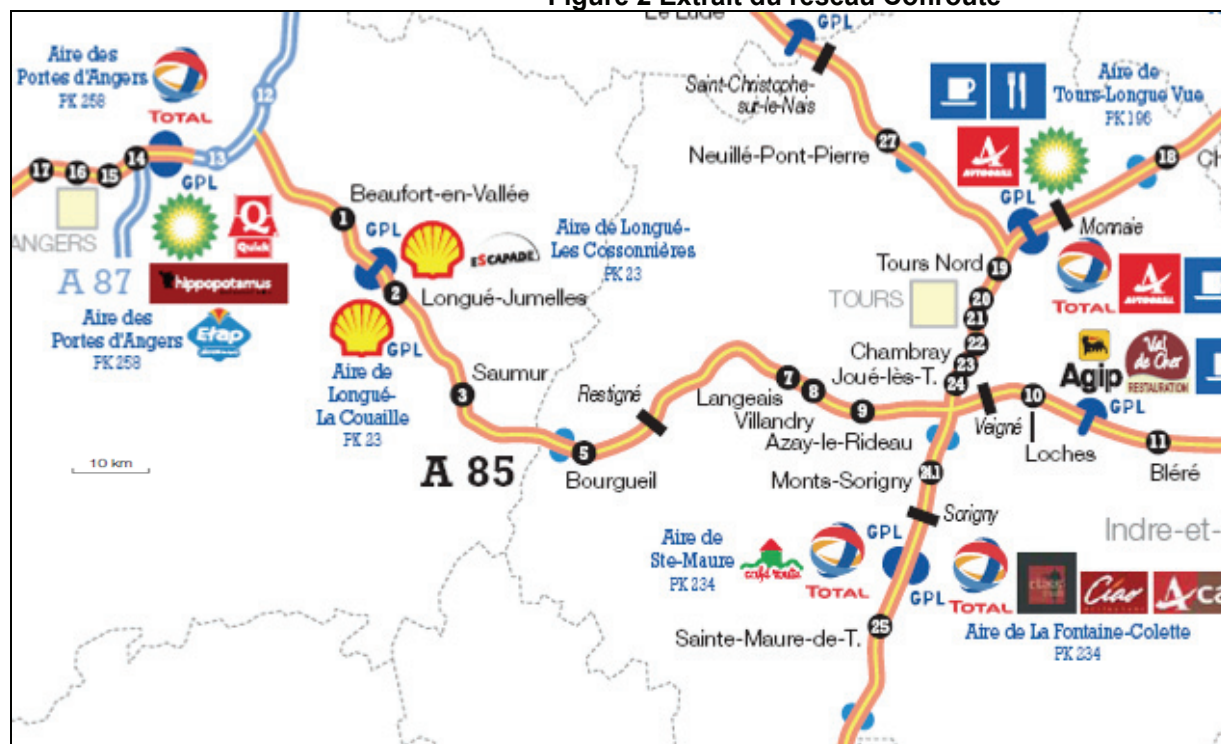 Figure 2 Extrait du réseau Cofiroute
Le Lude
GPL
Saint-Christophe-
sur-le-Nais
27
Neuillé-Pont-Pierre
Aire des
Portes d'Angers
PK 258
TOTAL
12
17
16
15
14
13
GPL
ANGERS
A 87
Quick
hippopotamus
Aire des
Portes d'Angers
PK 258
Etap
1
Beaufort-en-Vallée
GPL
ESCAPADE
Aire de Longué-
Les Cossonnières
PK 23
2
Longué-Jumelles
GPL
Aire de
Longué-
La Couaille
PK 23
3
Saumur
10 km
A 85
5
Bourgueil
Restigné
7
Langeais
8
Villandry
9
Azay-le-Rideau
Aire de
Tours-Longue Vue
PK 196
AUTOGRILL
GPL
18
Ch
Monnaie
Tours Nord
19
TOURS
20
21
22
Chambray
23
Joué-lès-T.
24
TOTAL
AUTOGRILL
Agip
Val
de Cher
RESTAURATION
GPL
Veigné
10
Loches
11
Bléré
Monts-Sorigny
24.1
Sorigny
Indre-et-
Aire de
Ste-Maure
PK 234
café route
TOTAL
GPL
GPL
TOTAL
Ciao
Ca
Aire de La Fontaine-Colette
PK 234
25
Sainte-Maure-de-T.